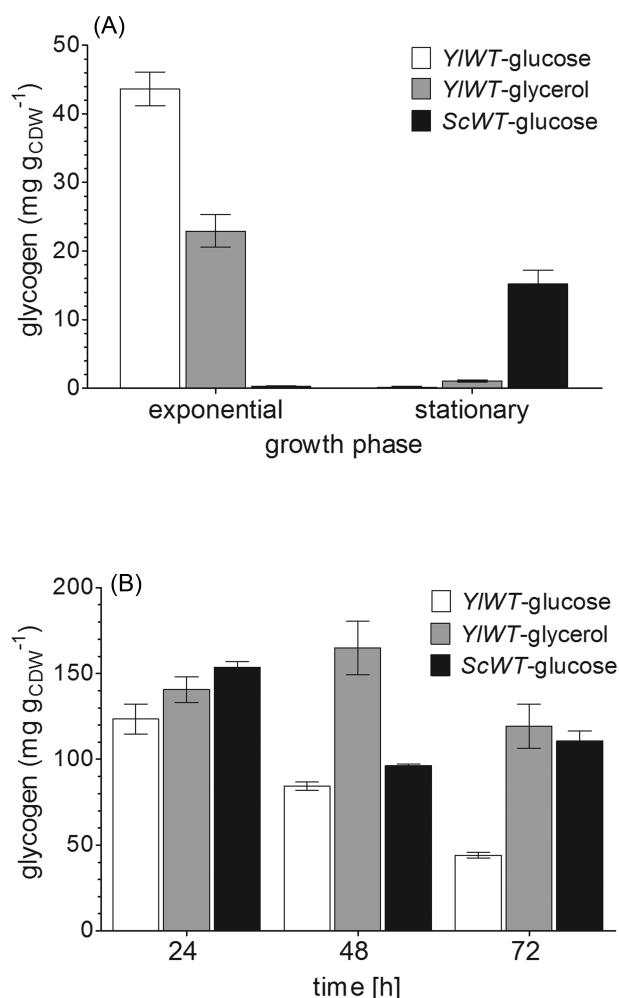 (A)
50
40
30
20
10
0
glycogen (mg gCDW⁻¹)
YlWT-glucose
YlWT-glycerol
ScWT-glucose
exponential
stationary
growth phase
(B)
200
150
100
50
0
glycogen (mg gCDW⁻¹)
YlWT-glucose
YlWT-glycerol
ScWT-glucose
24
48
72
time [h]